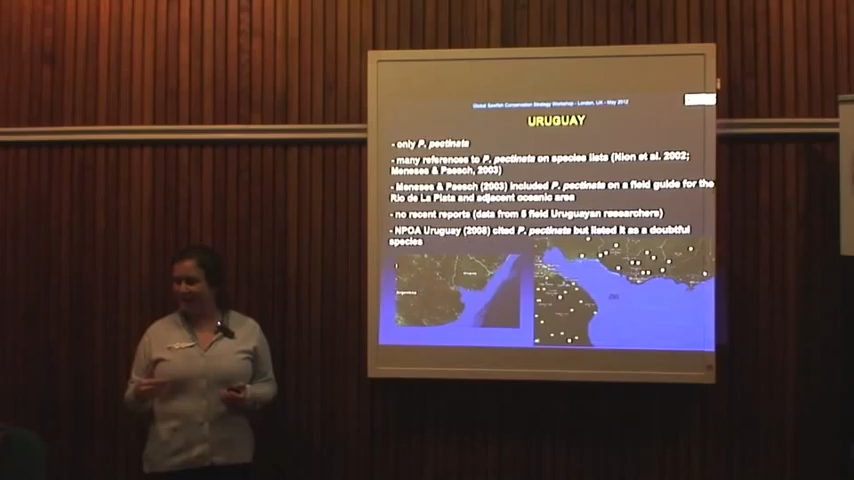 Global Sawfish Conservation Strategy Workshop - London, UK - May 2012
URUGUAY
- only P. pectinata
- many references to P. pectinata on species lists (Nion et al. 2002;
Meneses & Paesch, 2003)
- Meneses & Paesch (2003) included P. pectinata on a field guide for the
Rio de La Plata and adjacent oceanic area
- no recent reports (data from 5 field Uruguayan researchers)
- NPOA Uruguay (2008) cited P. pectinata but listed it as a doubtful
species
Uruguay
Argentina